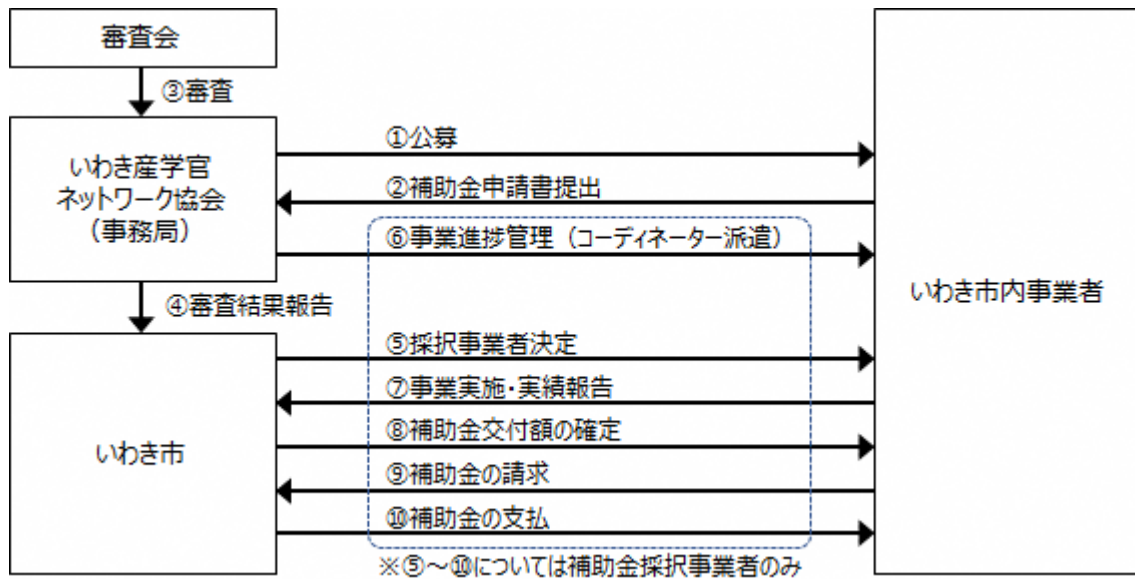 審査会
③審査
いわき産学官
ネットワーク協会
（事務局）
①公募
②補助金申請書提出
⑥事業進捗管理（コーディネーター派遣）
いわき市内事業者
④審査結果報告
いわき市
⑤採択事業者決定
⑦事業実施・実績報告
⑧補助金交付額の確定
⑨補助金の請求
⑩補助金の支払
※⑤～⑩については補助金採択事業者のみ